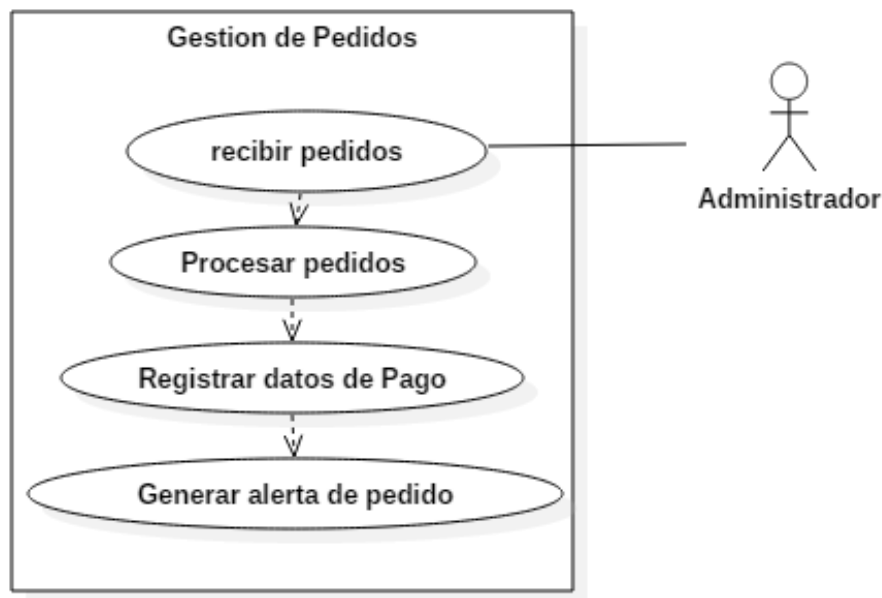 Gestion de Pedidos
recibir pedidos
Administrador
Procesar pedidos
Registrar datos de Pago
Generar alerta de pedido